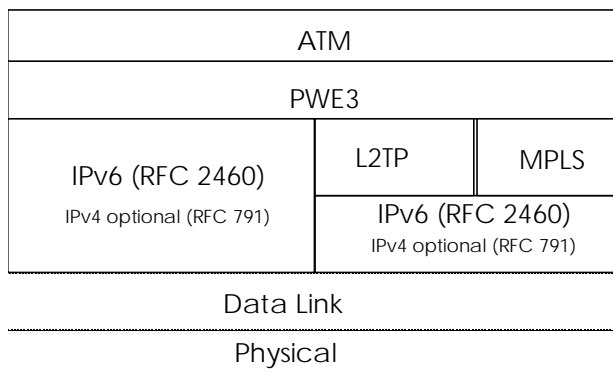 ATM
PWE3
IPv6 (RFC 2460)
IPv4 optional (RFC 791)
L2TP
MPLS
IPv6 (RFC 2460)
IPv4 optional (RFC 791)
Data Link
Physical